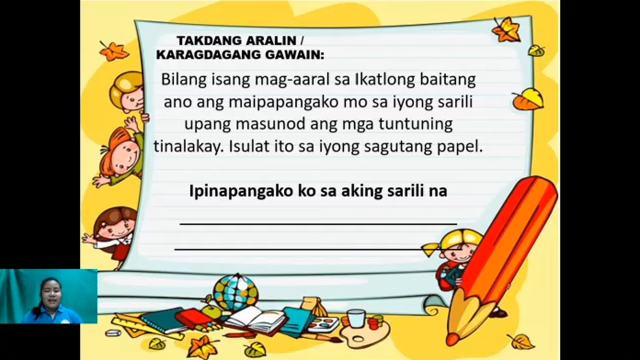 TAKDANG ARALIN /
KARAGDAGANG GAWAIN:
Bilang isang mag-aaral sa Ikatlong baitang
ano ang maipapangako mo sa iyong sarili
upang masunod ang mga tuntuning
tinalakay. Isulat ito sa iyong sagutang papel.
Ipinapangako ko sa aking sarili na